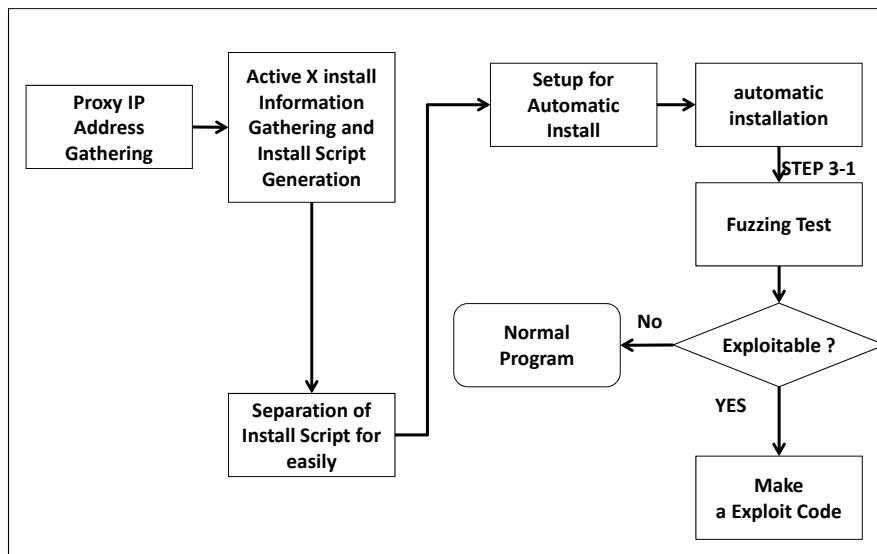 Proxy IP
Address
Gathering
Active X install
Information
Gathering and
Install Script
Generation
Separation of
Install Script for
easily
Setup for
Automatic
Install
automatic
installation
STEP 3-1
Fuzzing Test
Exploitable ?
No
Normal
Program
YES
Make
a Exploit Code